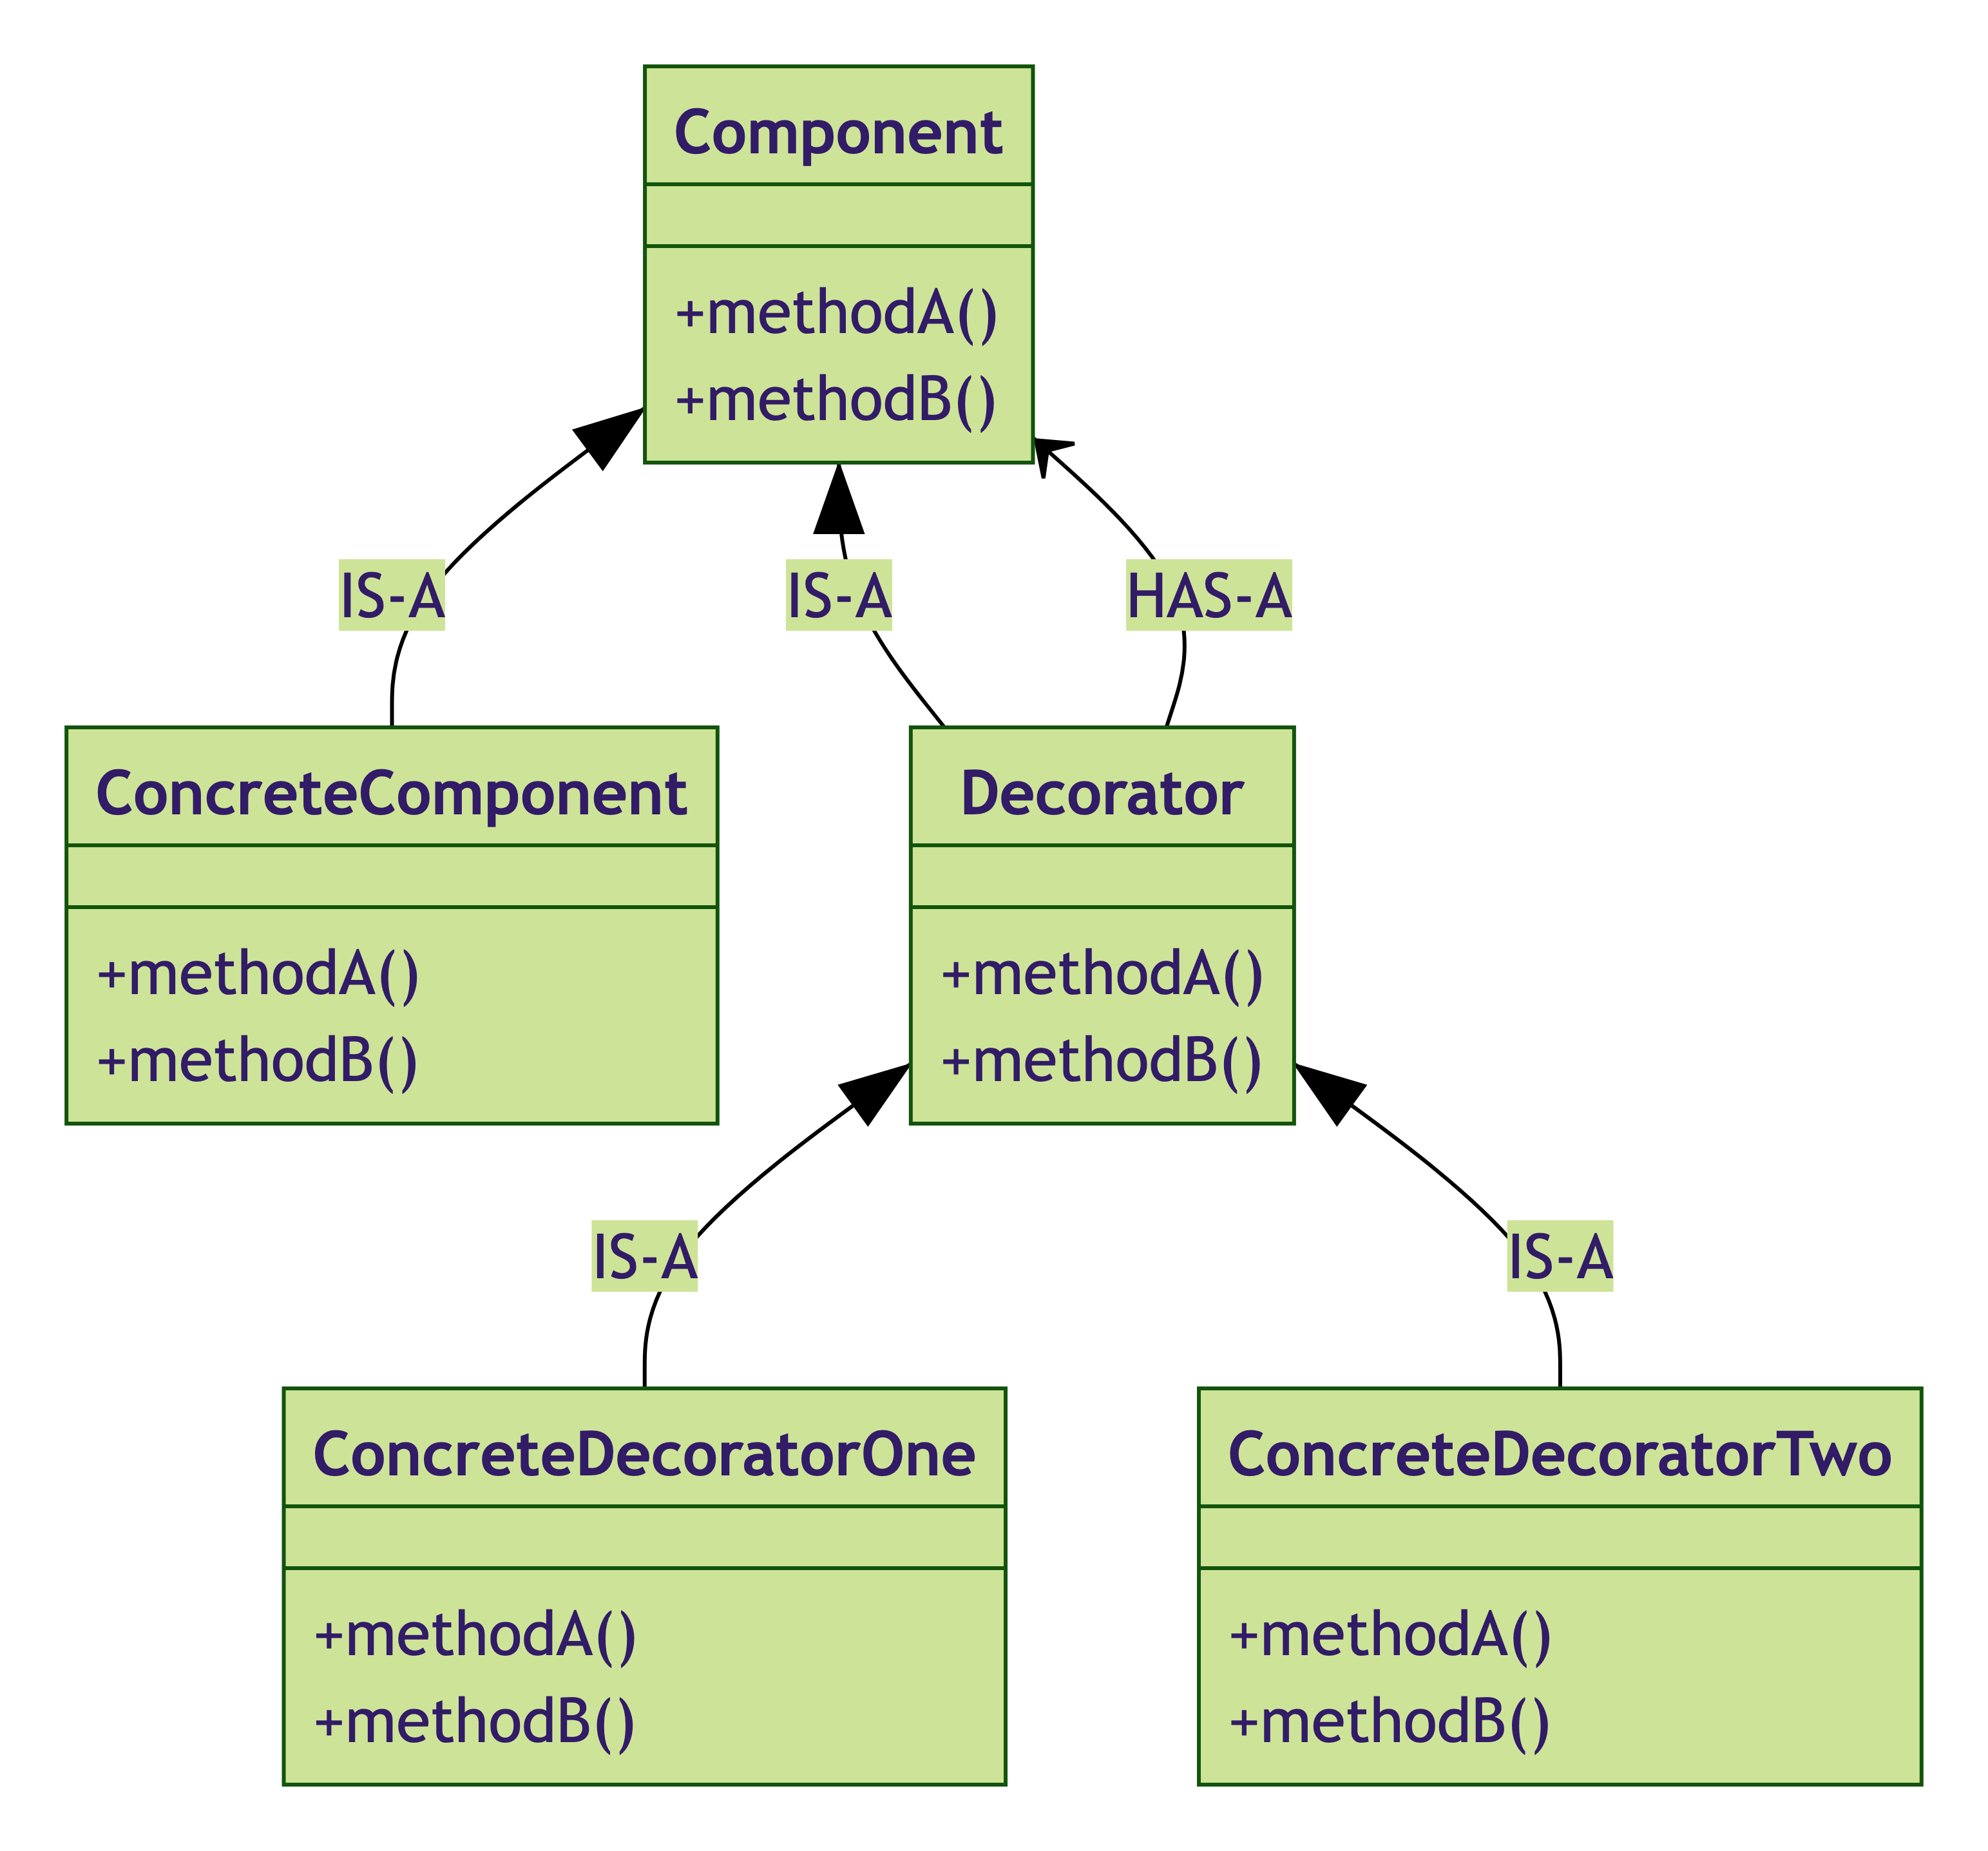 Component
+methodA()
+methodB()
IS-A
IS-A
HAS-A
ConcreteComponent
+methodA()
+methodB()
Decorator
+methodA()
+methodB()
IS-A
IS-A
ConcreteDecoratorOne
+methodA()
+methodB()
ConcreteDecoratorTwo
+methodA()
+methodB()